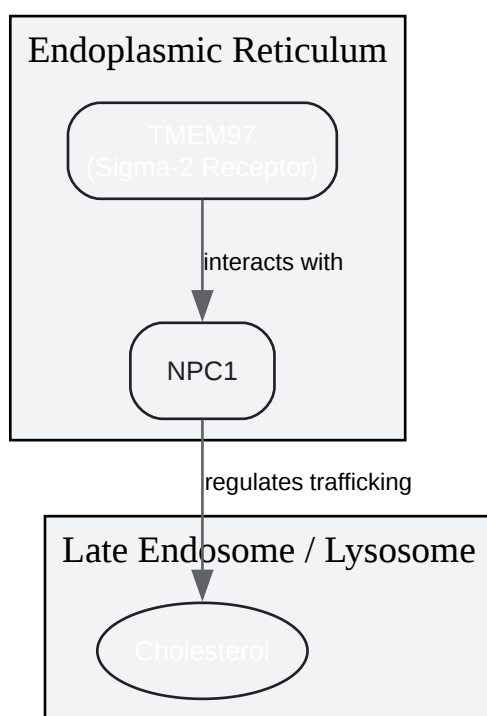 Endoplasmic Reticulum
TMEM97
(Sigma-2 Receptor)
interacts with
NPC1
regulates trafficking
Late Endosome / Lysosome
Cholesterol